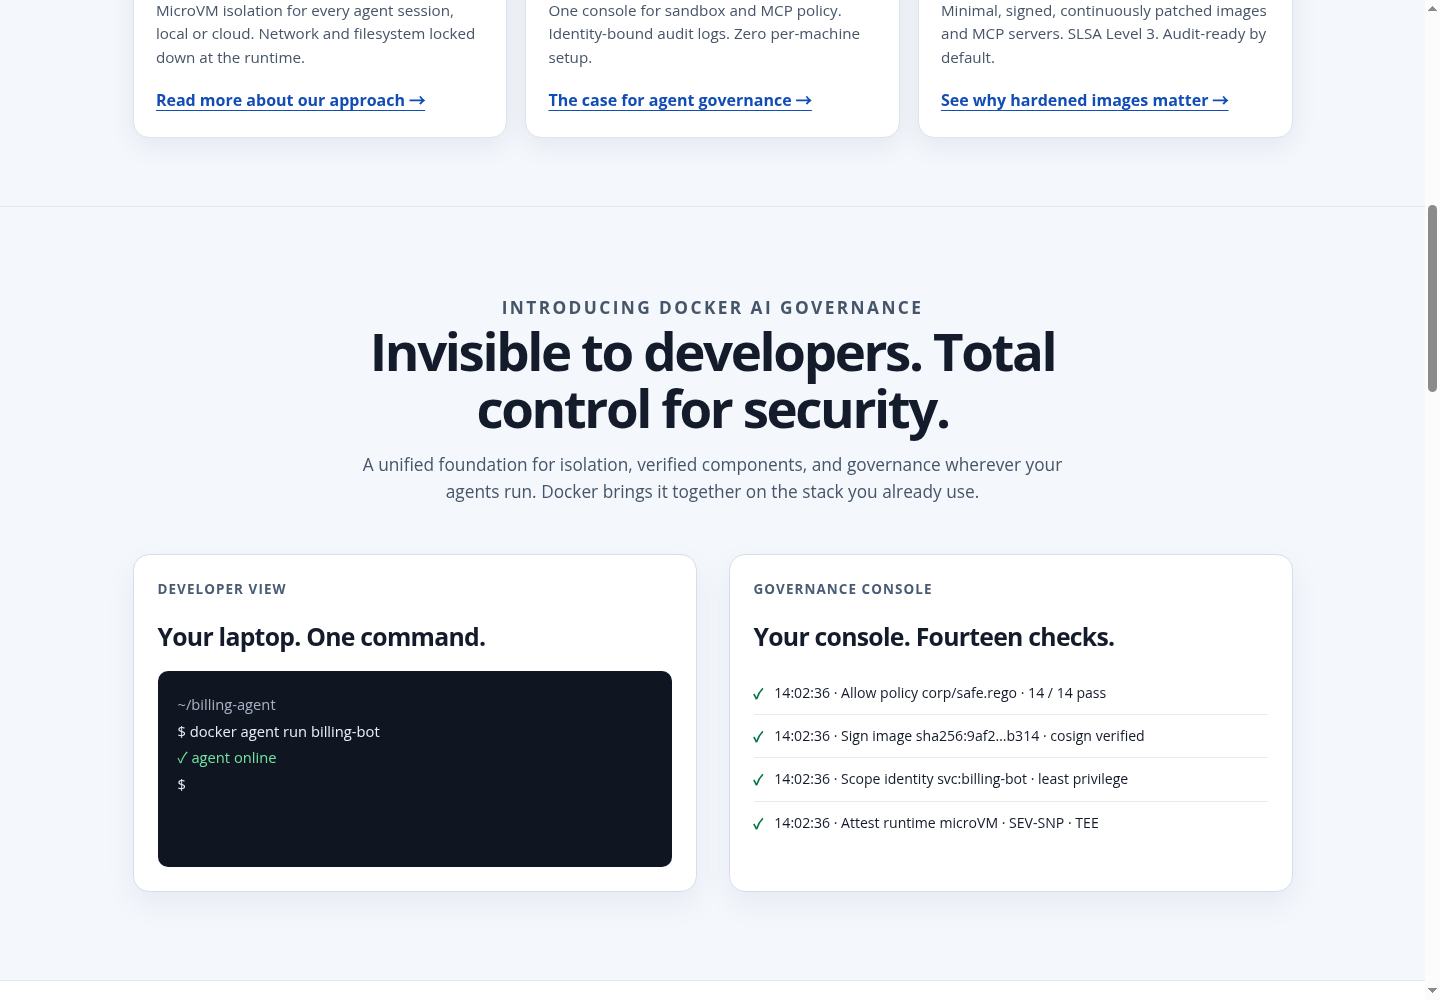 MicroVM isolation for every agent session,
local or cloud. Network and filesystem locked
down at the runtime.
Read more about our approach →
One console for sandbox and MCP policy.
Identity-bound audit logs. Zero per-machine
setup.
The case for agent governance →
Minimal, signed, continuously patched images
and MCP servers. SLSA Level 3. Audit-ready by
default.
See why hardened images matter →
INTRODUCING DOCKER AI GOVERNANCE
Invisible to developers. Total
control for security.
A unified foundation for isolation, verified components, and governance wherever your
agents run. Docker brings it together on the stack you already use.
DEVELOPER VIEW
Your laptop. One command.
~/billing-agent
$ docker agent run billing-bot
✓ agent online
$
GOVERNANCE CONSOLE
Your console. Fourteen checks.
✓ 14:02:36 · Allow policy corp/safe.rego · 14 / 14 pass
✓ 14:02:36 · Sign image sha256:9af2…b314 · cosign verified
✓ 14:02:36 · Scope identity svc:billing-bot · least privilege
✓ 14:02:36 · Attest runtime microVM · SEV-SNP · TEE